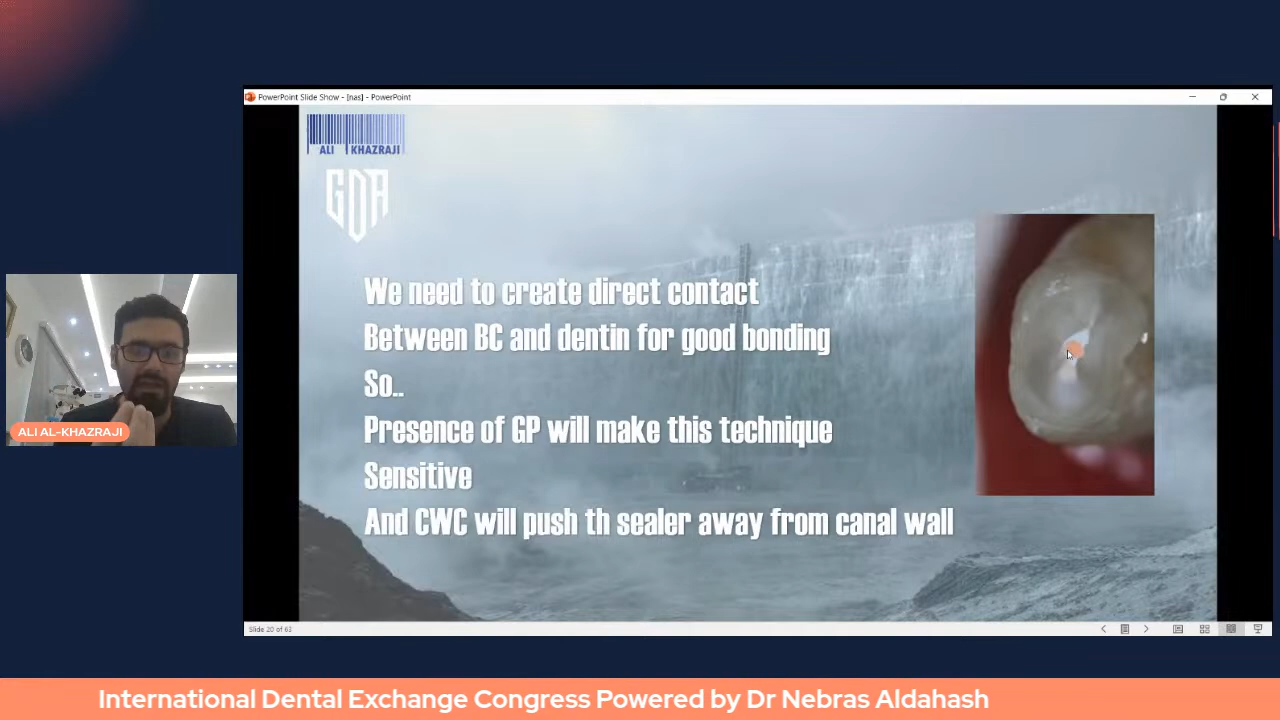 PowerPoint Slide Show - [nas] - PowerPoint
ALI KHAZRAJI
GDA
We need to create direct contact
Between BC and dentin for good bonding
So..
Presence of GP will make this technique
Sensitive
And CWC will push th sealer away from canal wall
ALI AL-KHAZRAJI
Slide 20 of 63
International Dental Exchange Congress Powered by Dr Nebras Aldahash